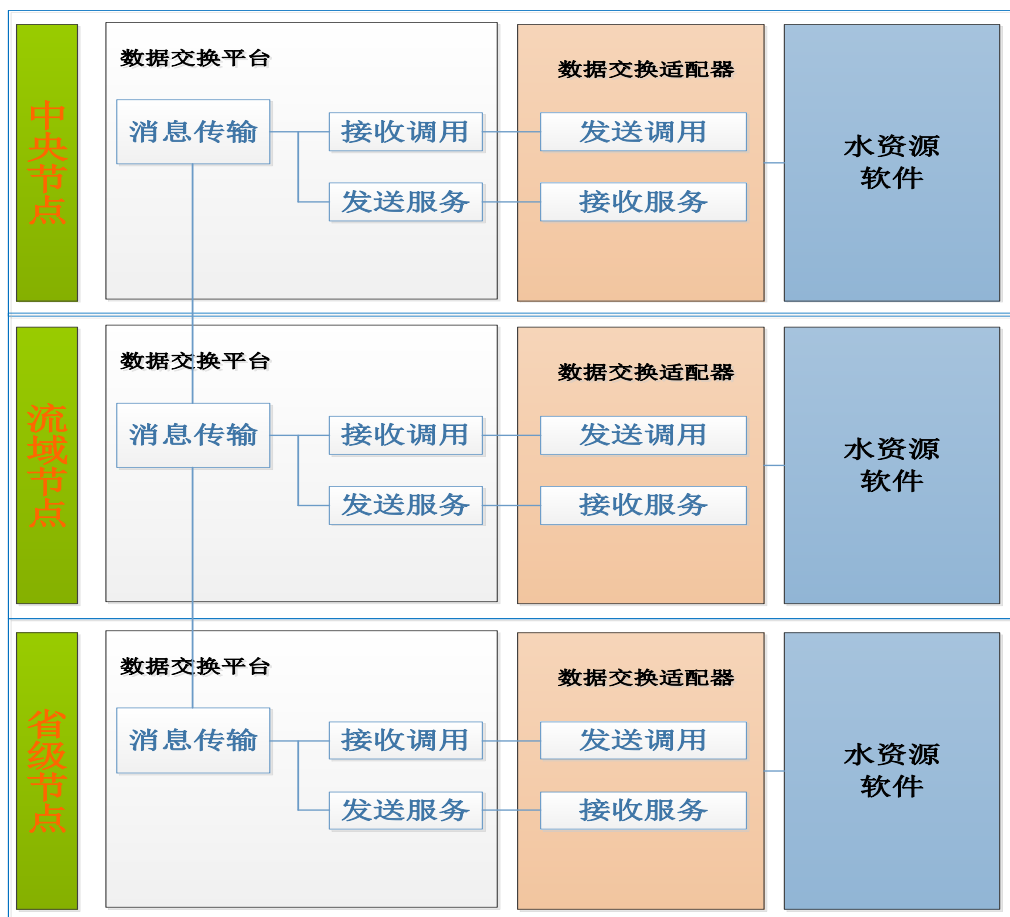 中央节点
数据交换平台
数据交换适配器
消息传输
接收调用
发送调用
发送服务
接收服务
水资源
软件
流域节点
数据交换平台
数据交换适配器
消息传输
接收调用
发送调用
发送服务
接收服务
水资源
软件
省级节点
数据交换平台
数据交换适配器
消息传输
接收调用
发送调用
发送服务
接收服务
水资源
软件